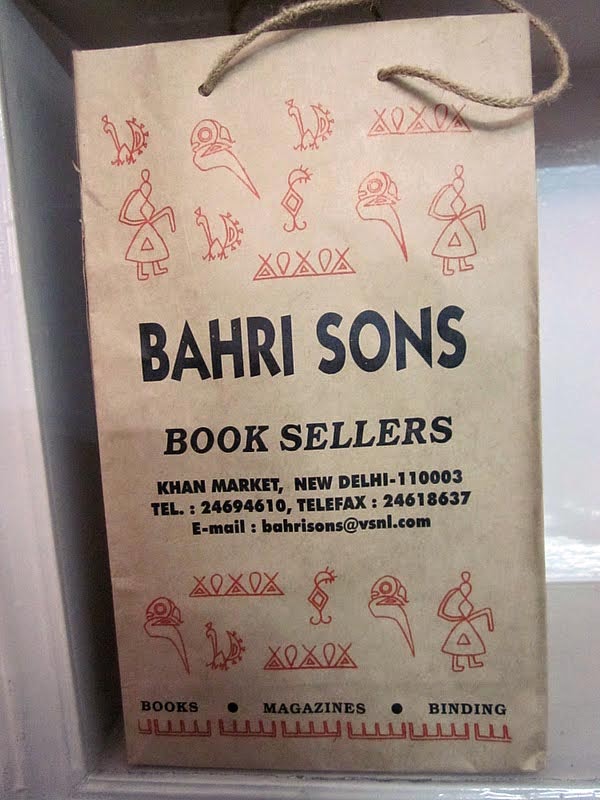 BAHRI SONS
BOOK SELLERS
KHAN MARKET, NEW DELHI-110003
TEL. : 24694610, TELEFAX : 24618637
E-mail : bahrisons@vsnl.com
BOOKS ● MAGAZINES ● BINDING